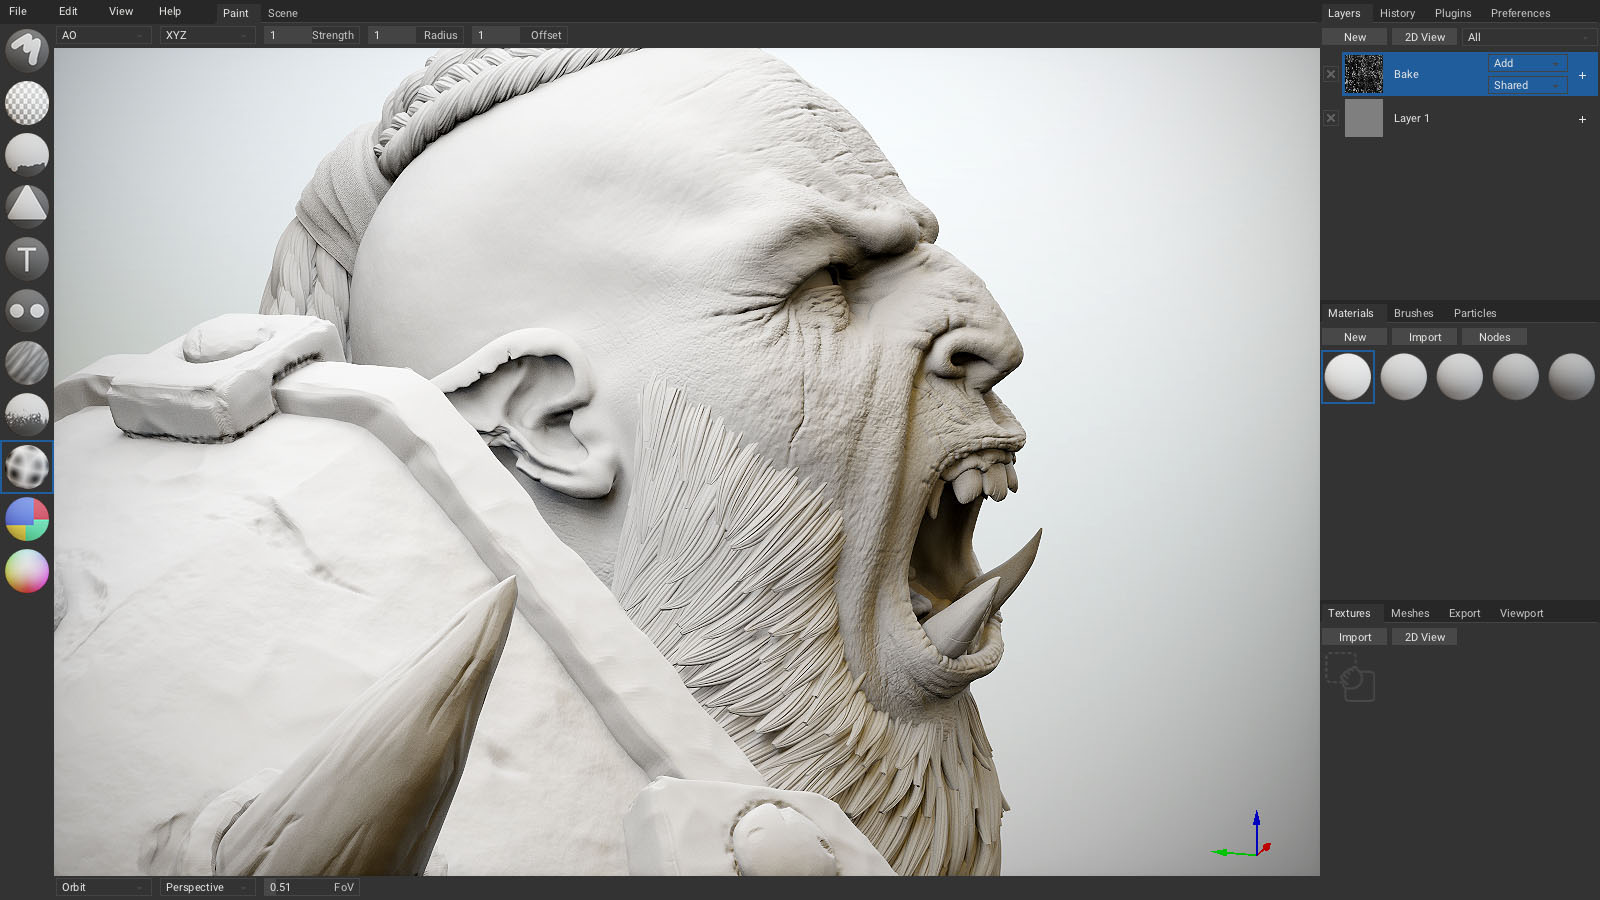 File Edit View Help Paint Scene
Layers History Plugins Preferences
AO XYZ 1 Strength 1 Radius 1 Offset
New 2D View All
Bake Add
Shared
Layer 1
T
Materials Brushes Particles
New Import Nodes
Textures Meshes Export Viewport
Import 2D View
Orbit Perspective 0.51 FoV